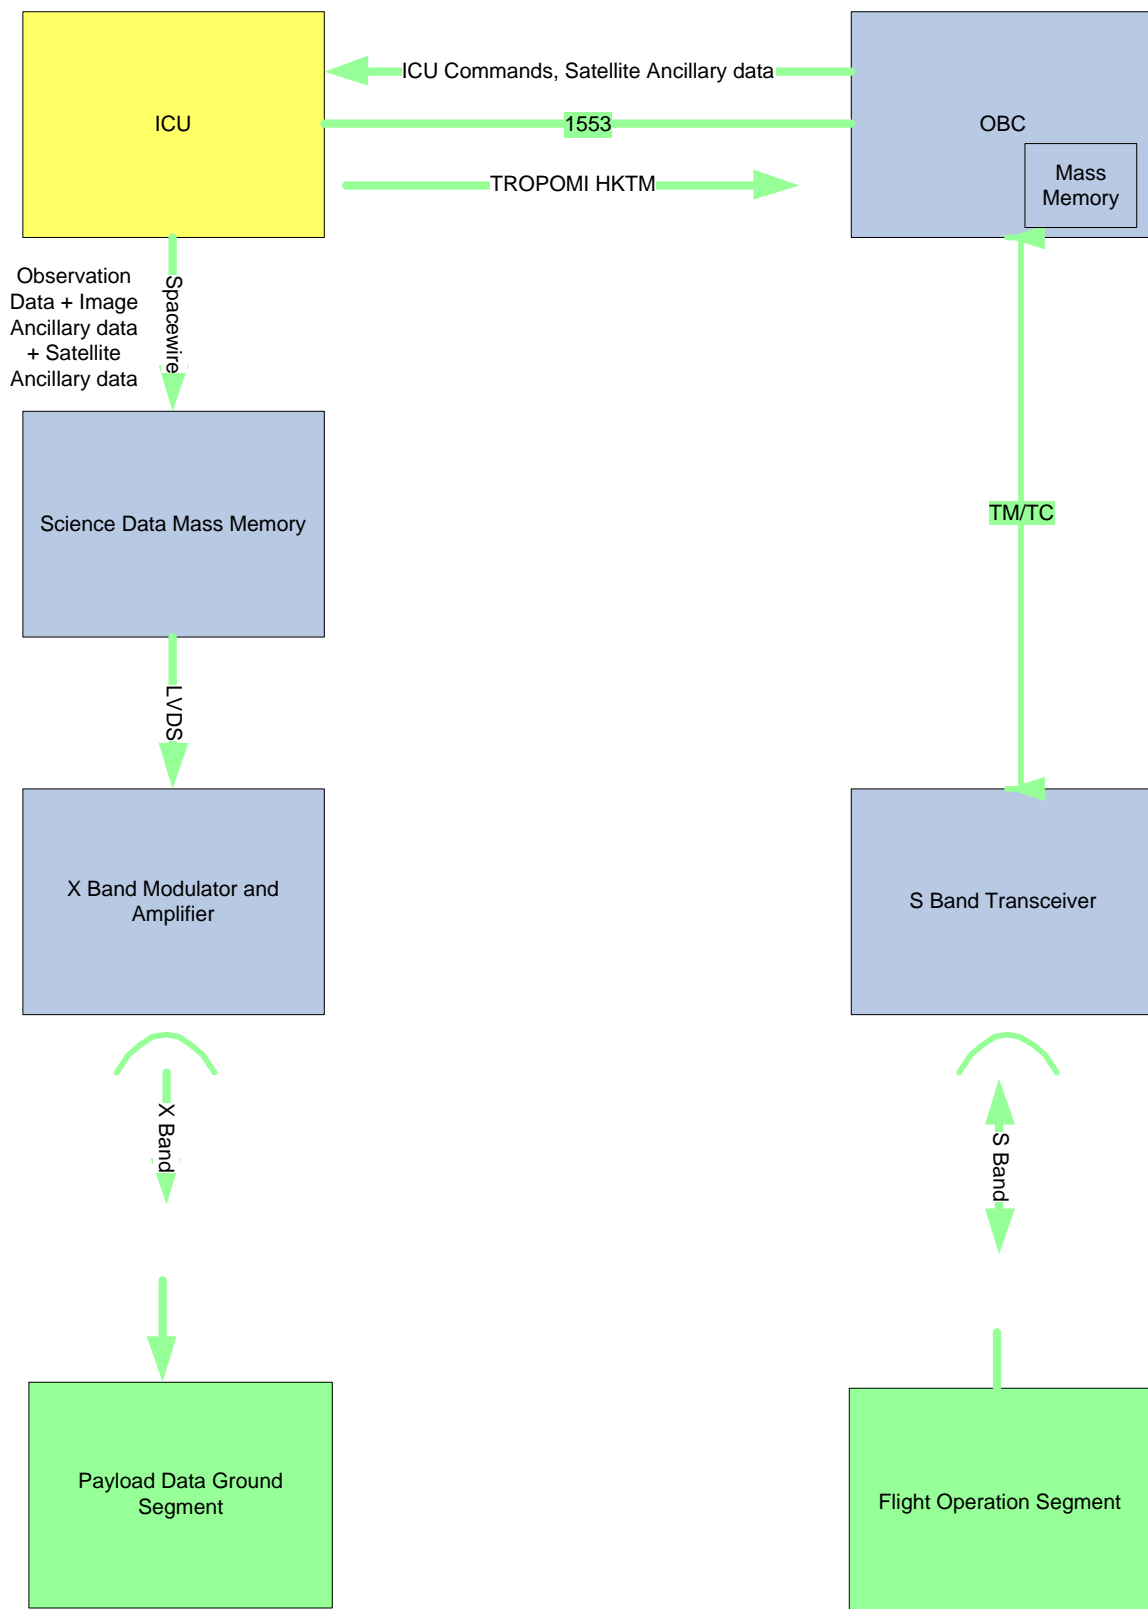 ICU Commands, Satellite Ancillary data
ICU
1553
OBC
TROPOMI HKTM
Mass
Memory
Observation
Data + Image
Ancillary data
+ Satellite
Ancillary data
Spacewire
Science Data Mass Memory
TM/TC
LVDS
X Band Modulator and
Amplifier
S Band Transceiver
X Band
S Band
Payload Data Ground
Segment
Flight Operation Segment